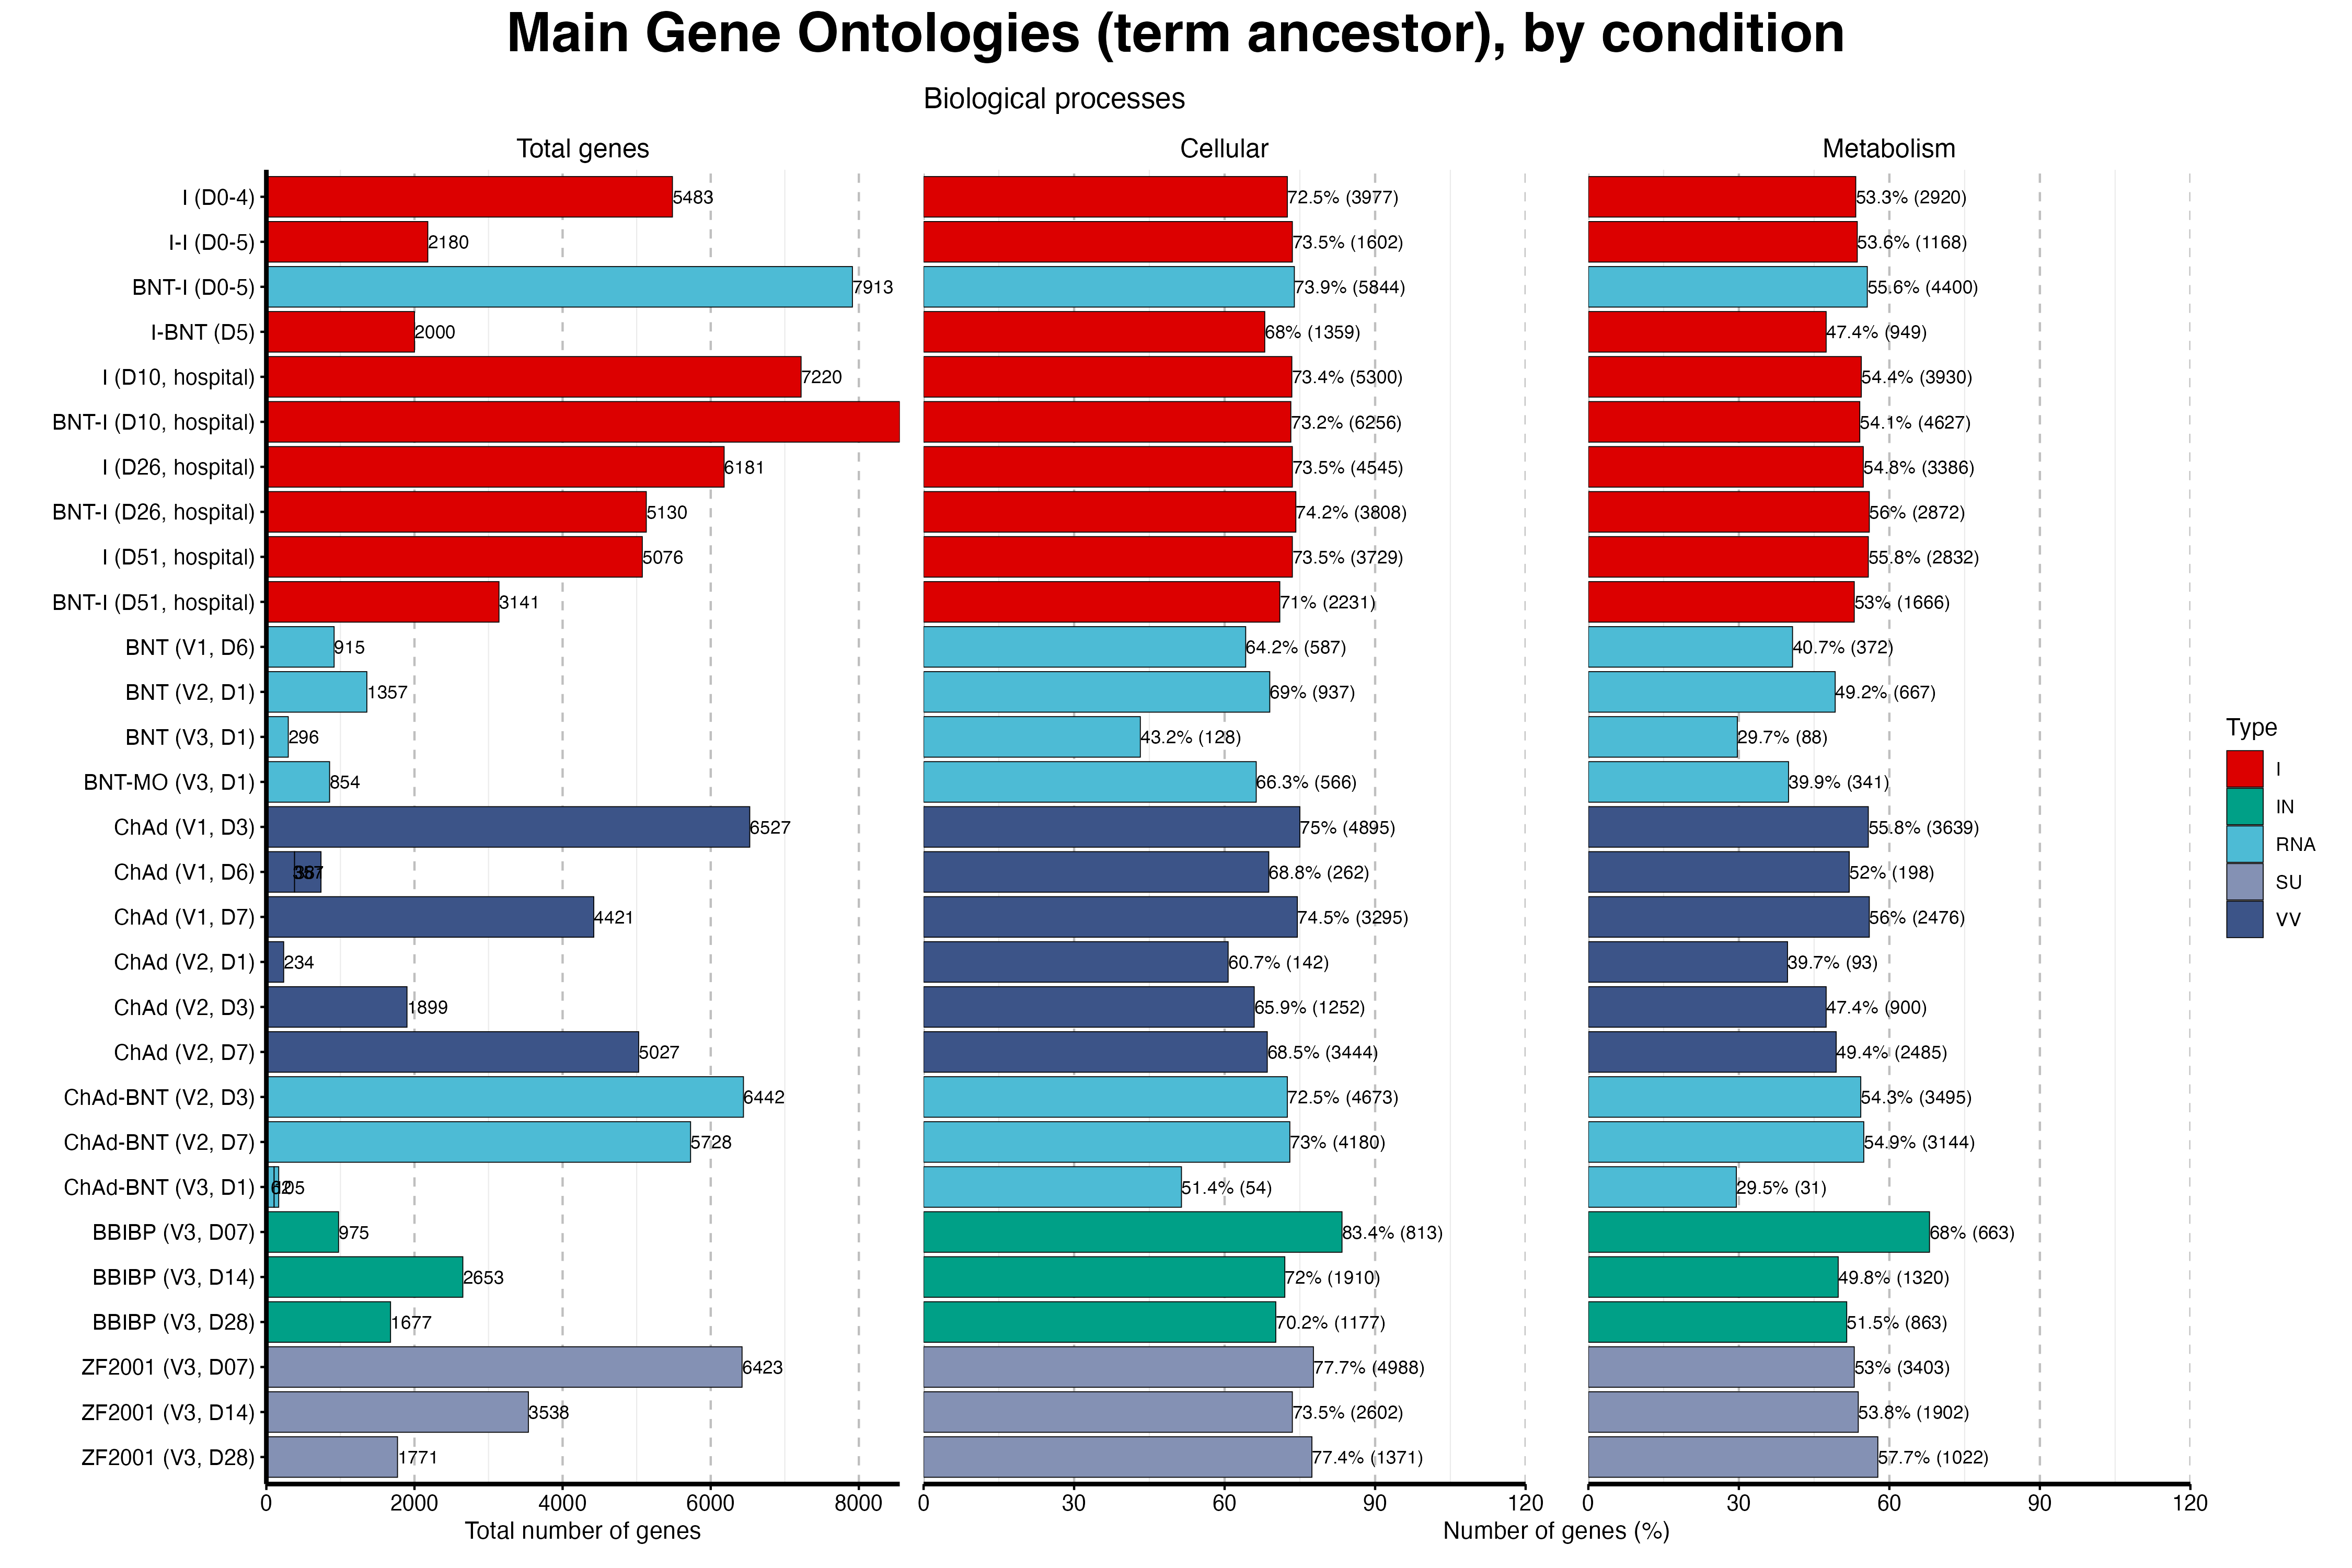 Main Gene Ontologies (term ancestor), by condition
Biological processes
Total genes Cellular Metabolism
I (D0-4) 5483 72.5% (3977) 53.3% (2920)
I-I (D0-5) 2180 73.5% (1602) 53.6% (1168)
BNT-I (D0-5) 7913 73.9% (5844) 55.6% (4400)
I-BNT (D5) 2000 68% (1359) 47.4% (949)
I (D10, hospital) 7220 73.4% (5300) 54.4% (3930)
BNT-I (D10, hospital) 73.2% (6256) 54.1% (4627)
I (D26, hospital) 6181 73.5% (4545) 54.8% (3386)
BNT-I (D26, hospital) 5130 74.2% (3808) 56% (2872)
I (D51, hospital) 5076 73.5% (3729) 55.8% (2832)
BNT-I (D51, hospital) 3141 71% (2231) 53% (1666)
BNT (V1, D6) 915 64.2% (587) 40.7% (372)
BNT (V2, D1) 1357 69% (937) 49.2% (667)
BNT (V3, D1) 296 43.2% (128) 29.7% (88)
BNT-MO (V3, D1) 854 66.3% (566) 39.9% (341)
ChAd (V1, D3) 6527 75% (4895) 55.8% (3639)
ChAd (V1, D6) 68.8% (262) 52% (198)
ChAd (V1, D7) 4421 74.5% (3295) 56% (2476)
ChAd (V2, D1) 234 60.7% (142) 39.7% (93)
ChAd (V2, D3) 1899 65.9% (1252) 47.4% (900)
ChAd (V2, D7) 5027 68.5% (3444) 49.4% (2485)
ChAd-BNT (V2, D3) 6442 72.5% (4673) 54.3% (3495)
ChAd-BNT (V2, D7) 5728 73% (4180) 54.9% (3144)
ChAd-BNT (V3, D1) 51.4% (54) 29.5% (31)
BBIBP (V3, D07) 975 83.4% (813) 68% (663)
BBIBP (V3, D14) 2653 72% (1910) 49.8% (1320)
BBIBP (V3, D28) 1677 70.2% (1177) 51.5% (863)
ZF2001 (V3, D07) 6423 77.7% (4988) 53% (3403)
ZF2001 (V3, D14) 3538 73.5% (2602) 53.8% (1902)
ZF2001 (V3, D28) 1771 77.4% (1371) 57.7% (1022)
0 2000 4000 6000 8000 0 30 60 90 120 0 30 60 90 120
Total number of genes Number of genes (%)
Type
I
IN
RNA
SU
VV